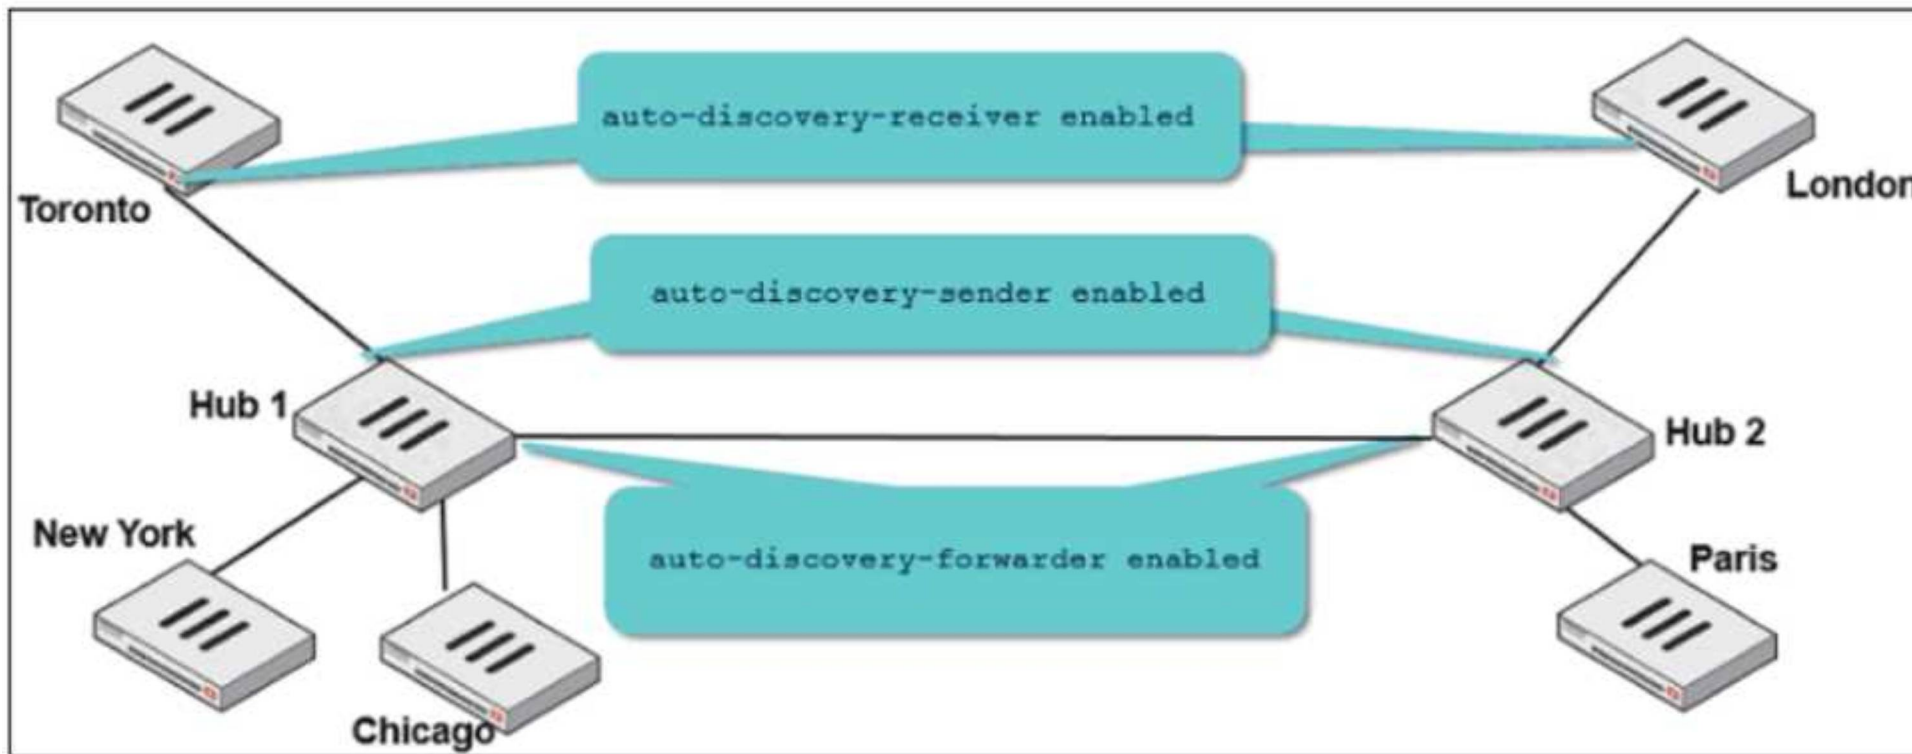 auto-discovery-receiver enabled
Toronto
London
auto-discovery-sender enabled
Hub 1
Hub 2
New York
auto-discovery-forwarder enabled
Paris
Chicago